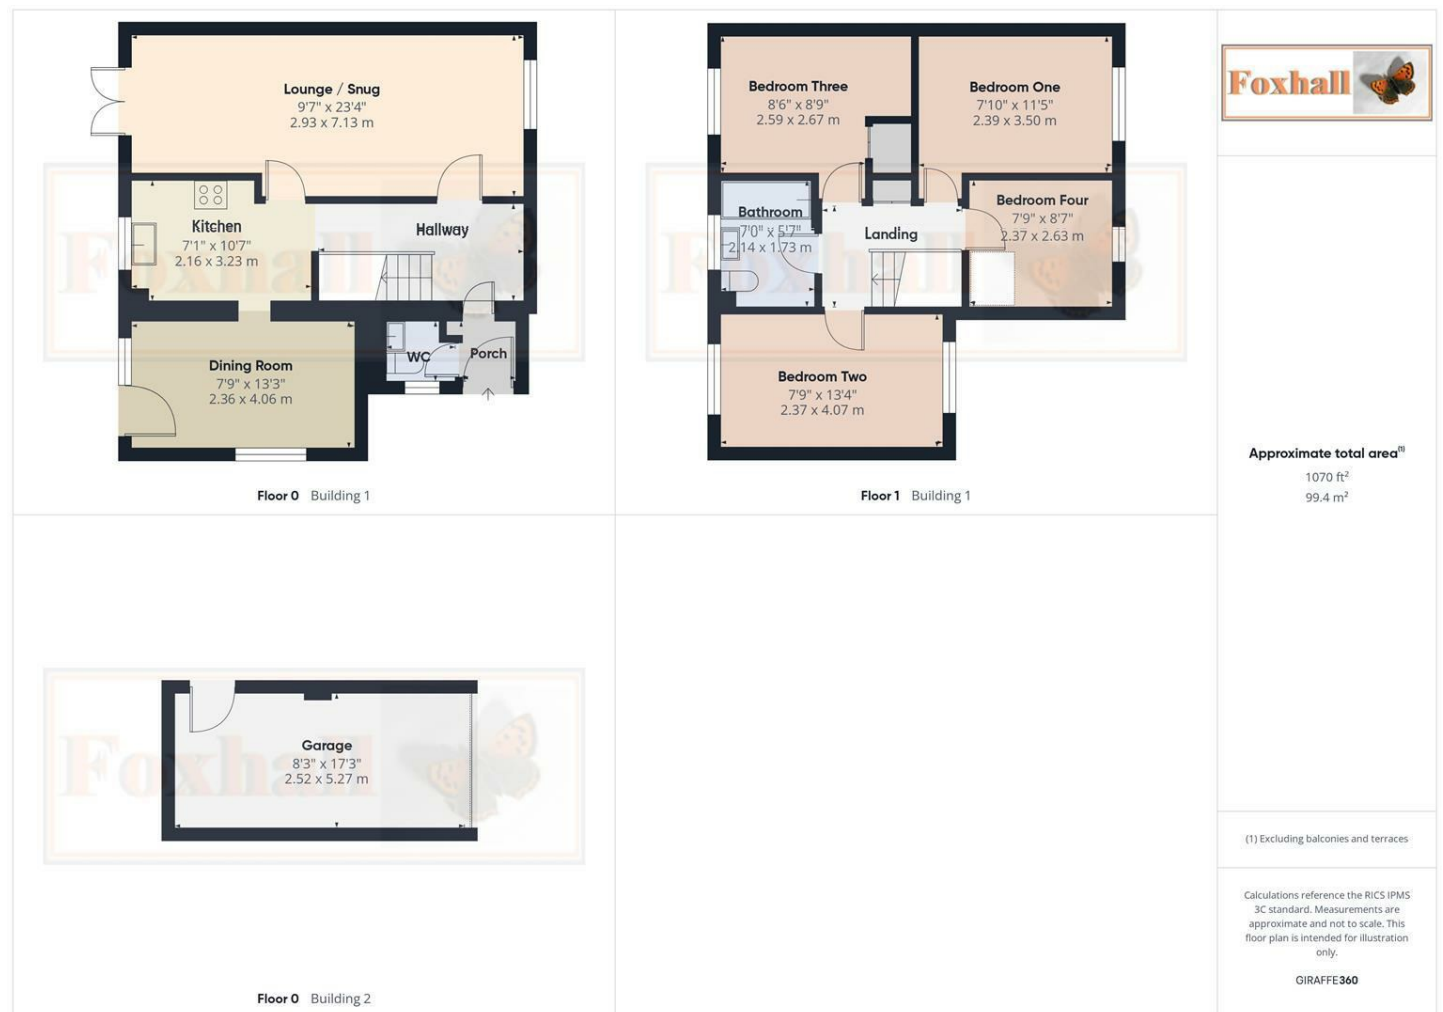 Lounge / Snug
9'7" x 23'4"
2.93 x 7.13 m
Kitchen
7'1" x 10'7"
2.16 x 3.23 m
Hallway
Dining Room
7'9" x 13'3"
2.36 x 4.06 m
WC
Porch
Foxhall
Floor 0 Building 1
Bedroom Three
8'6" x 8'9"
2.59 x 2.67 m
Bedroom One
7'10" x 11'5"
2.39 x 3.50 m
Bathroom
7'0" x 5'7"
2.14 x 1.73 m
Landing
Bedroom Four
7'9" x 8'7"
2.37 x 2.63 m
Bedroom Two
7'9" x 13'4"
2.37 x 4.07 m
Foxhall
Floor 1 Building 1
Garage
8'3" x 17'3"
2.52 x 5.27 m
Foxhall
Floor 0 Building 2
Foxhall
Approximate total area(1)
1070 ft²
99.4 m²
(1) Excluding balconies and terraces
Calculations reference the RICS IPMS
3C standard. Measurements are
approximate and not to scale. This
floor plan is intended for illustration
only.
GIRAFFE360